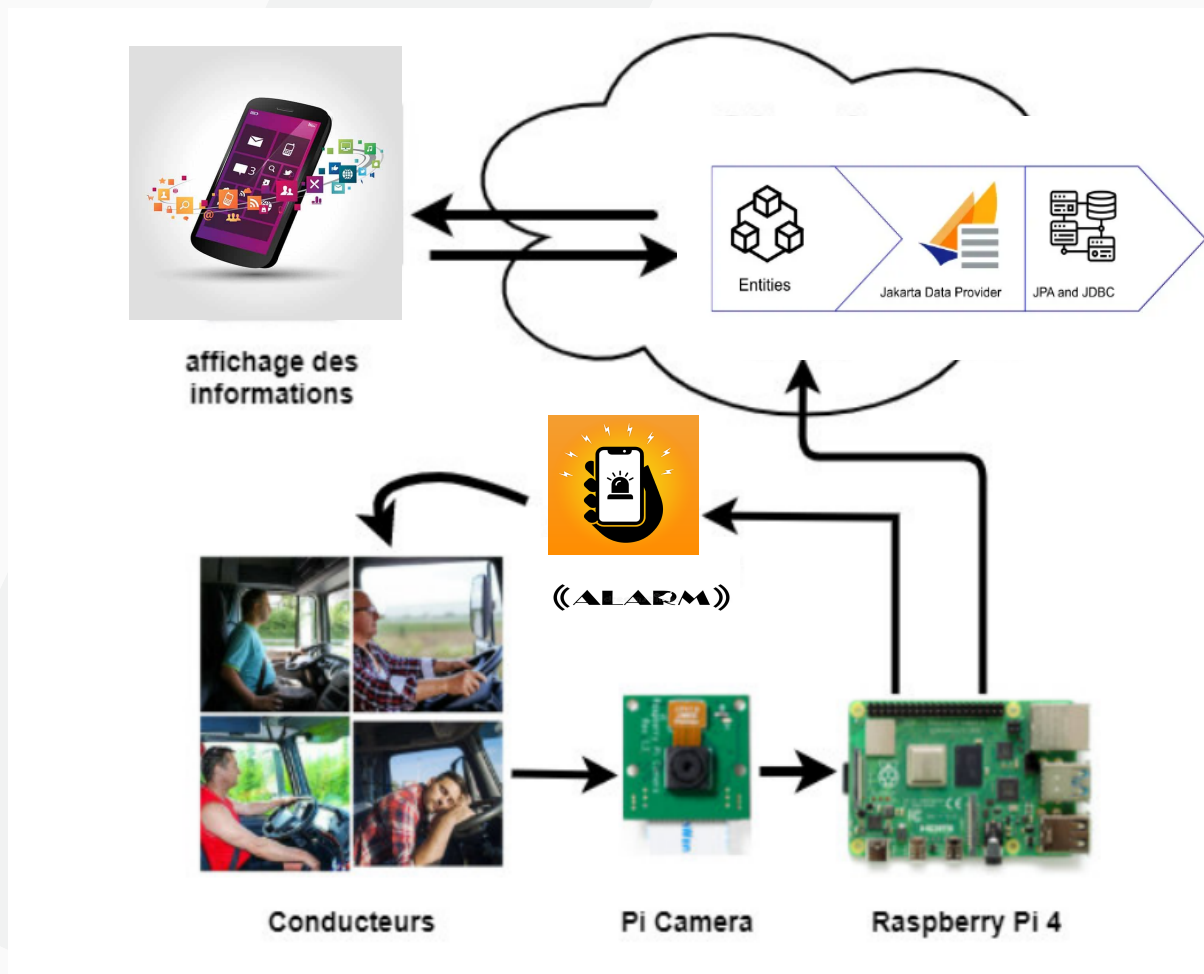 Entities
Jakarta Data Provider
JPA and JDBC
affichage des
informations
((ALARM))
Conducteurs
Pi Camera
Raspberry Pi 4